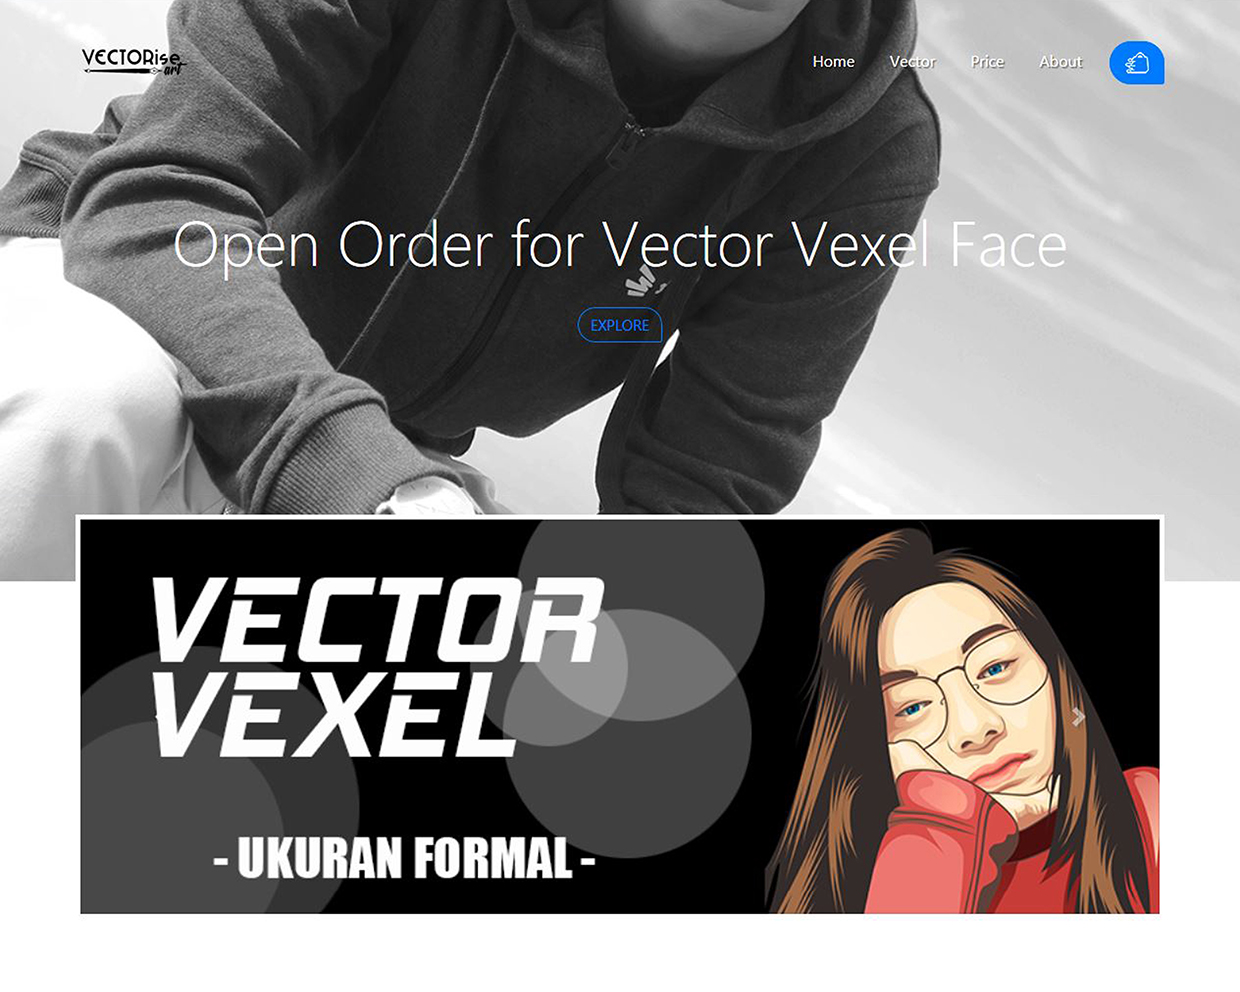 VECTORise
art
Home Vector Price About
Open Order for Vector Vexel Face
EXPLORE
VECTOR
VEXEL
- UKURAN FORMAL -